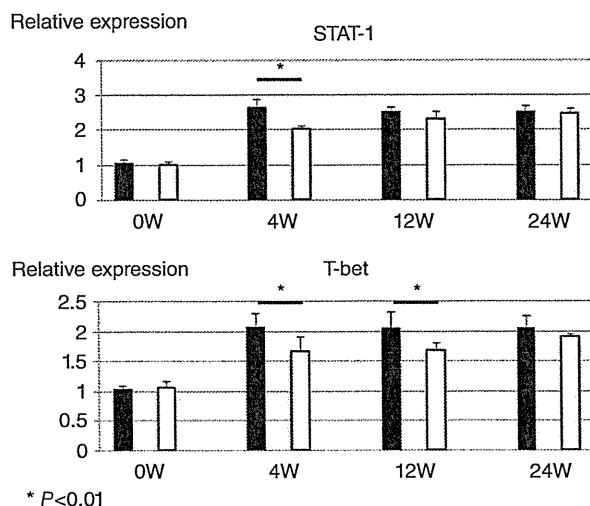 Relative expression
STAT-1
4
*
3
2
1
0
0W 4W 12W 24W
Relative expression
T-bet
2.5
* *
2
1.5
1
0.5
0
0W 4W 12W 24W
* P<0.01